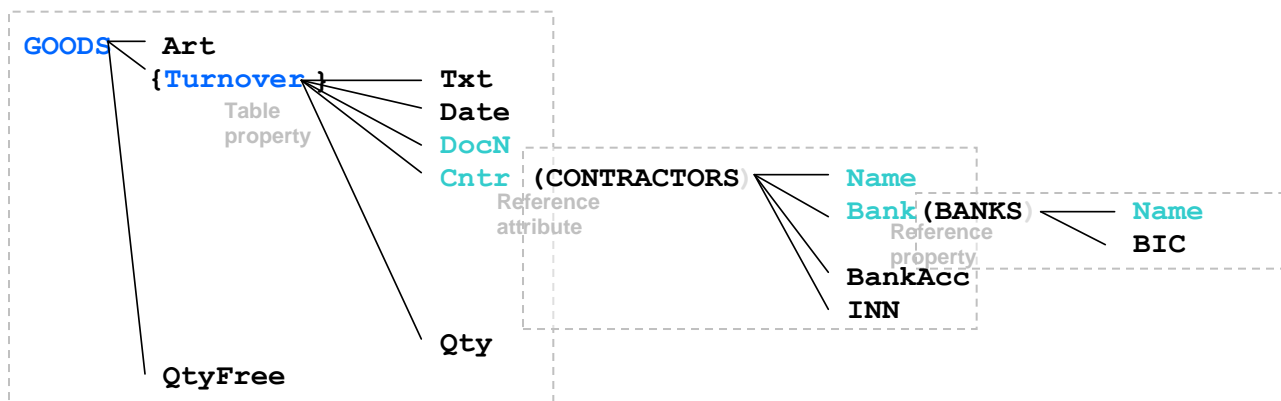 GOODS Art
{Turnover }
Table
property
Txt
Date
DocN
Cntr (CONTRACTORS)
Reference
attribute
Name
Bank(BANKS)
Reference
property
Name
BIC
BankAcc
INN
Qty
QtyFree